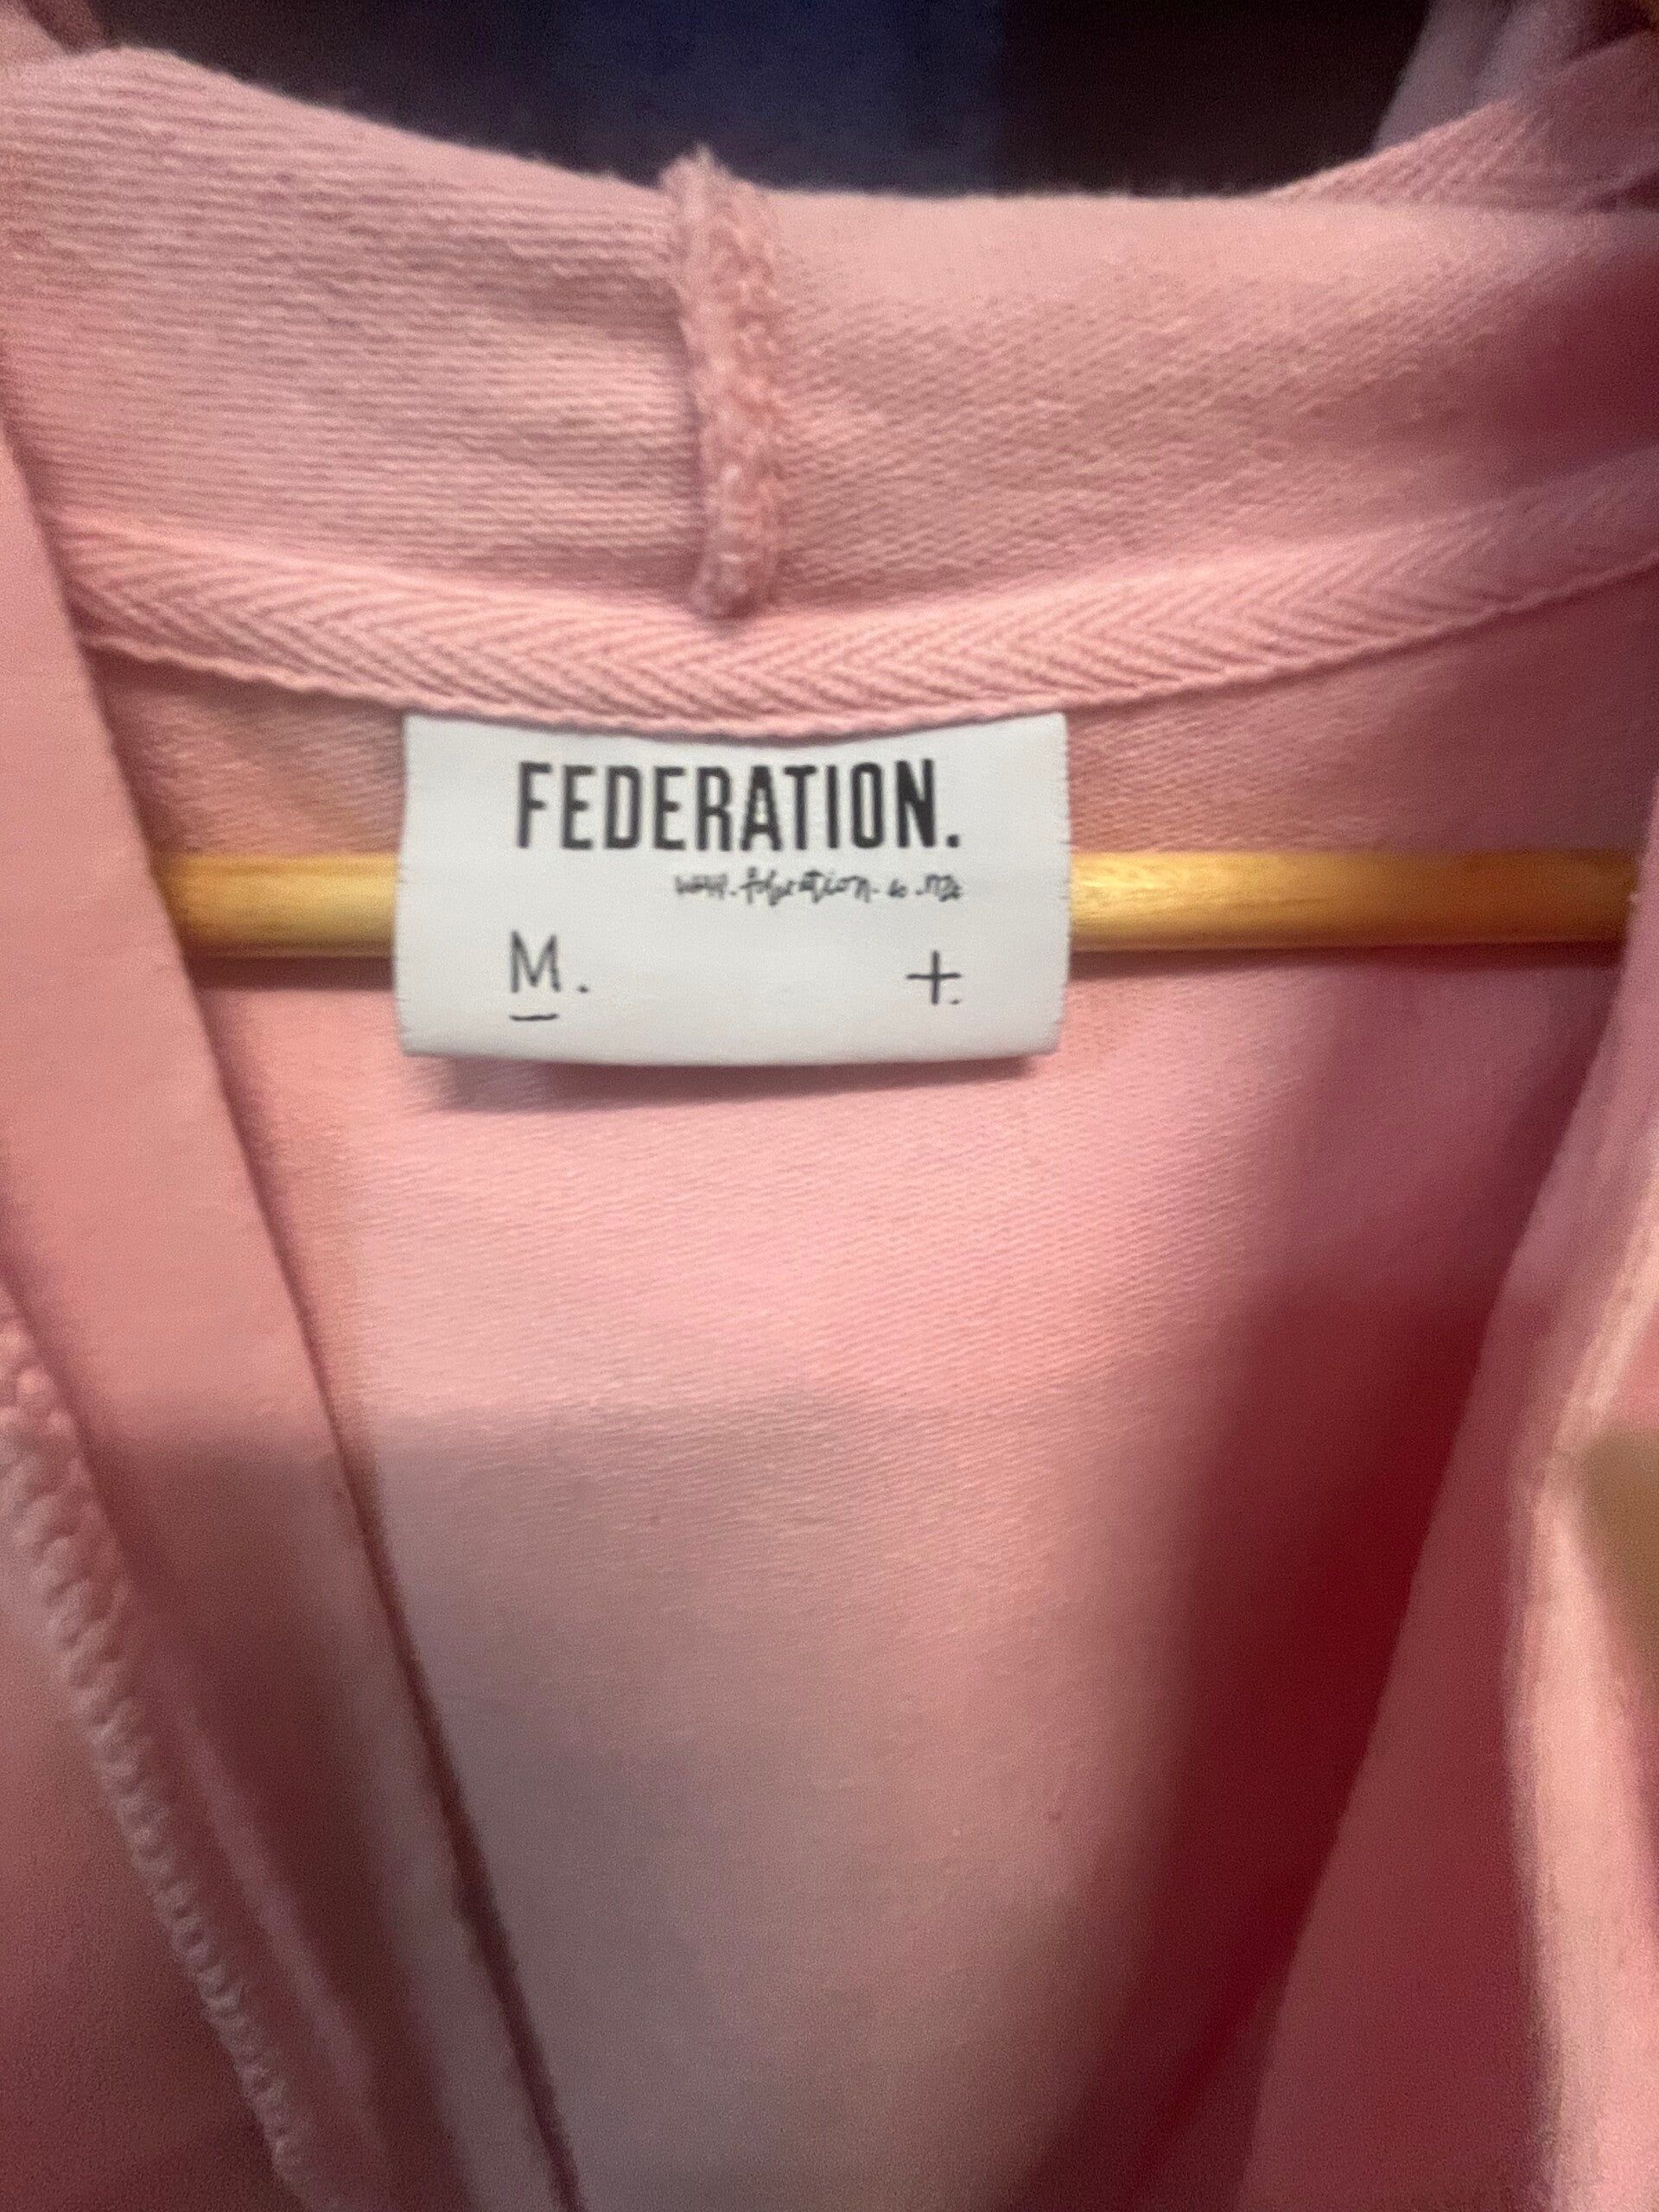 FEDERATION.
www.federation.co.nz
M. +.